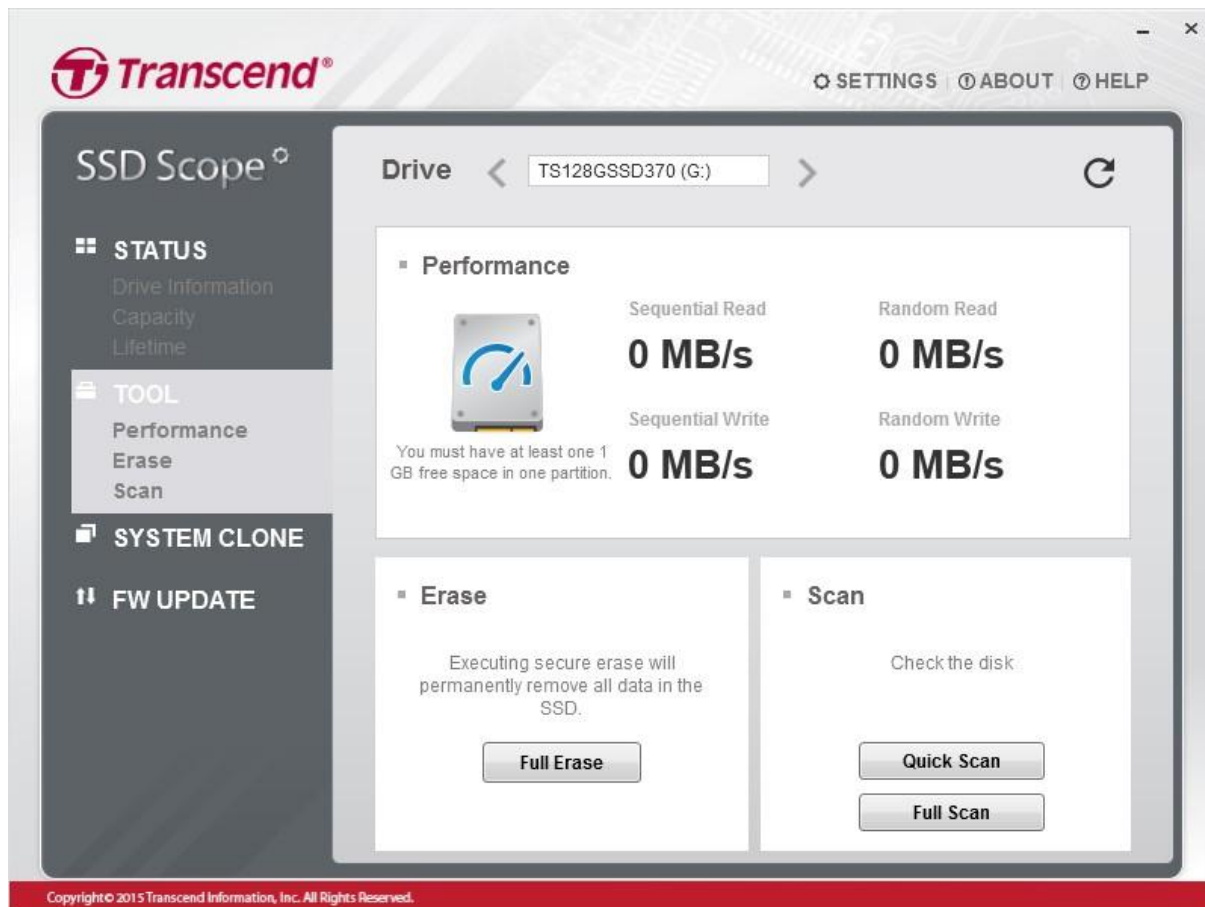 Transcend®
SETTINGS ABOUT HELP
SSD Scope
Drive TS128GSSD370 (G:)
STATUS
Drive Information
Capacity
Lifetime
TOOL
Performance
Erase
Scan
SYSTEM CLONE
FW UPDATE
Performance
Sequential Read
0 MB/s
Random Read
0 MB/s
Sequential Write
0 MB/s
Random Write
0 MB/s
You must have at least one 1
GB free space in one partition.
Erase
Executing secure erase will
permanently remove all data in the
SSD.
Full Erase
Scan
Check the disk
Quick Scan
Full Scan
Copyright© 2015 Transcend Information, Inc. All Rights Reserved.